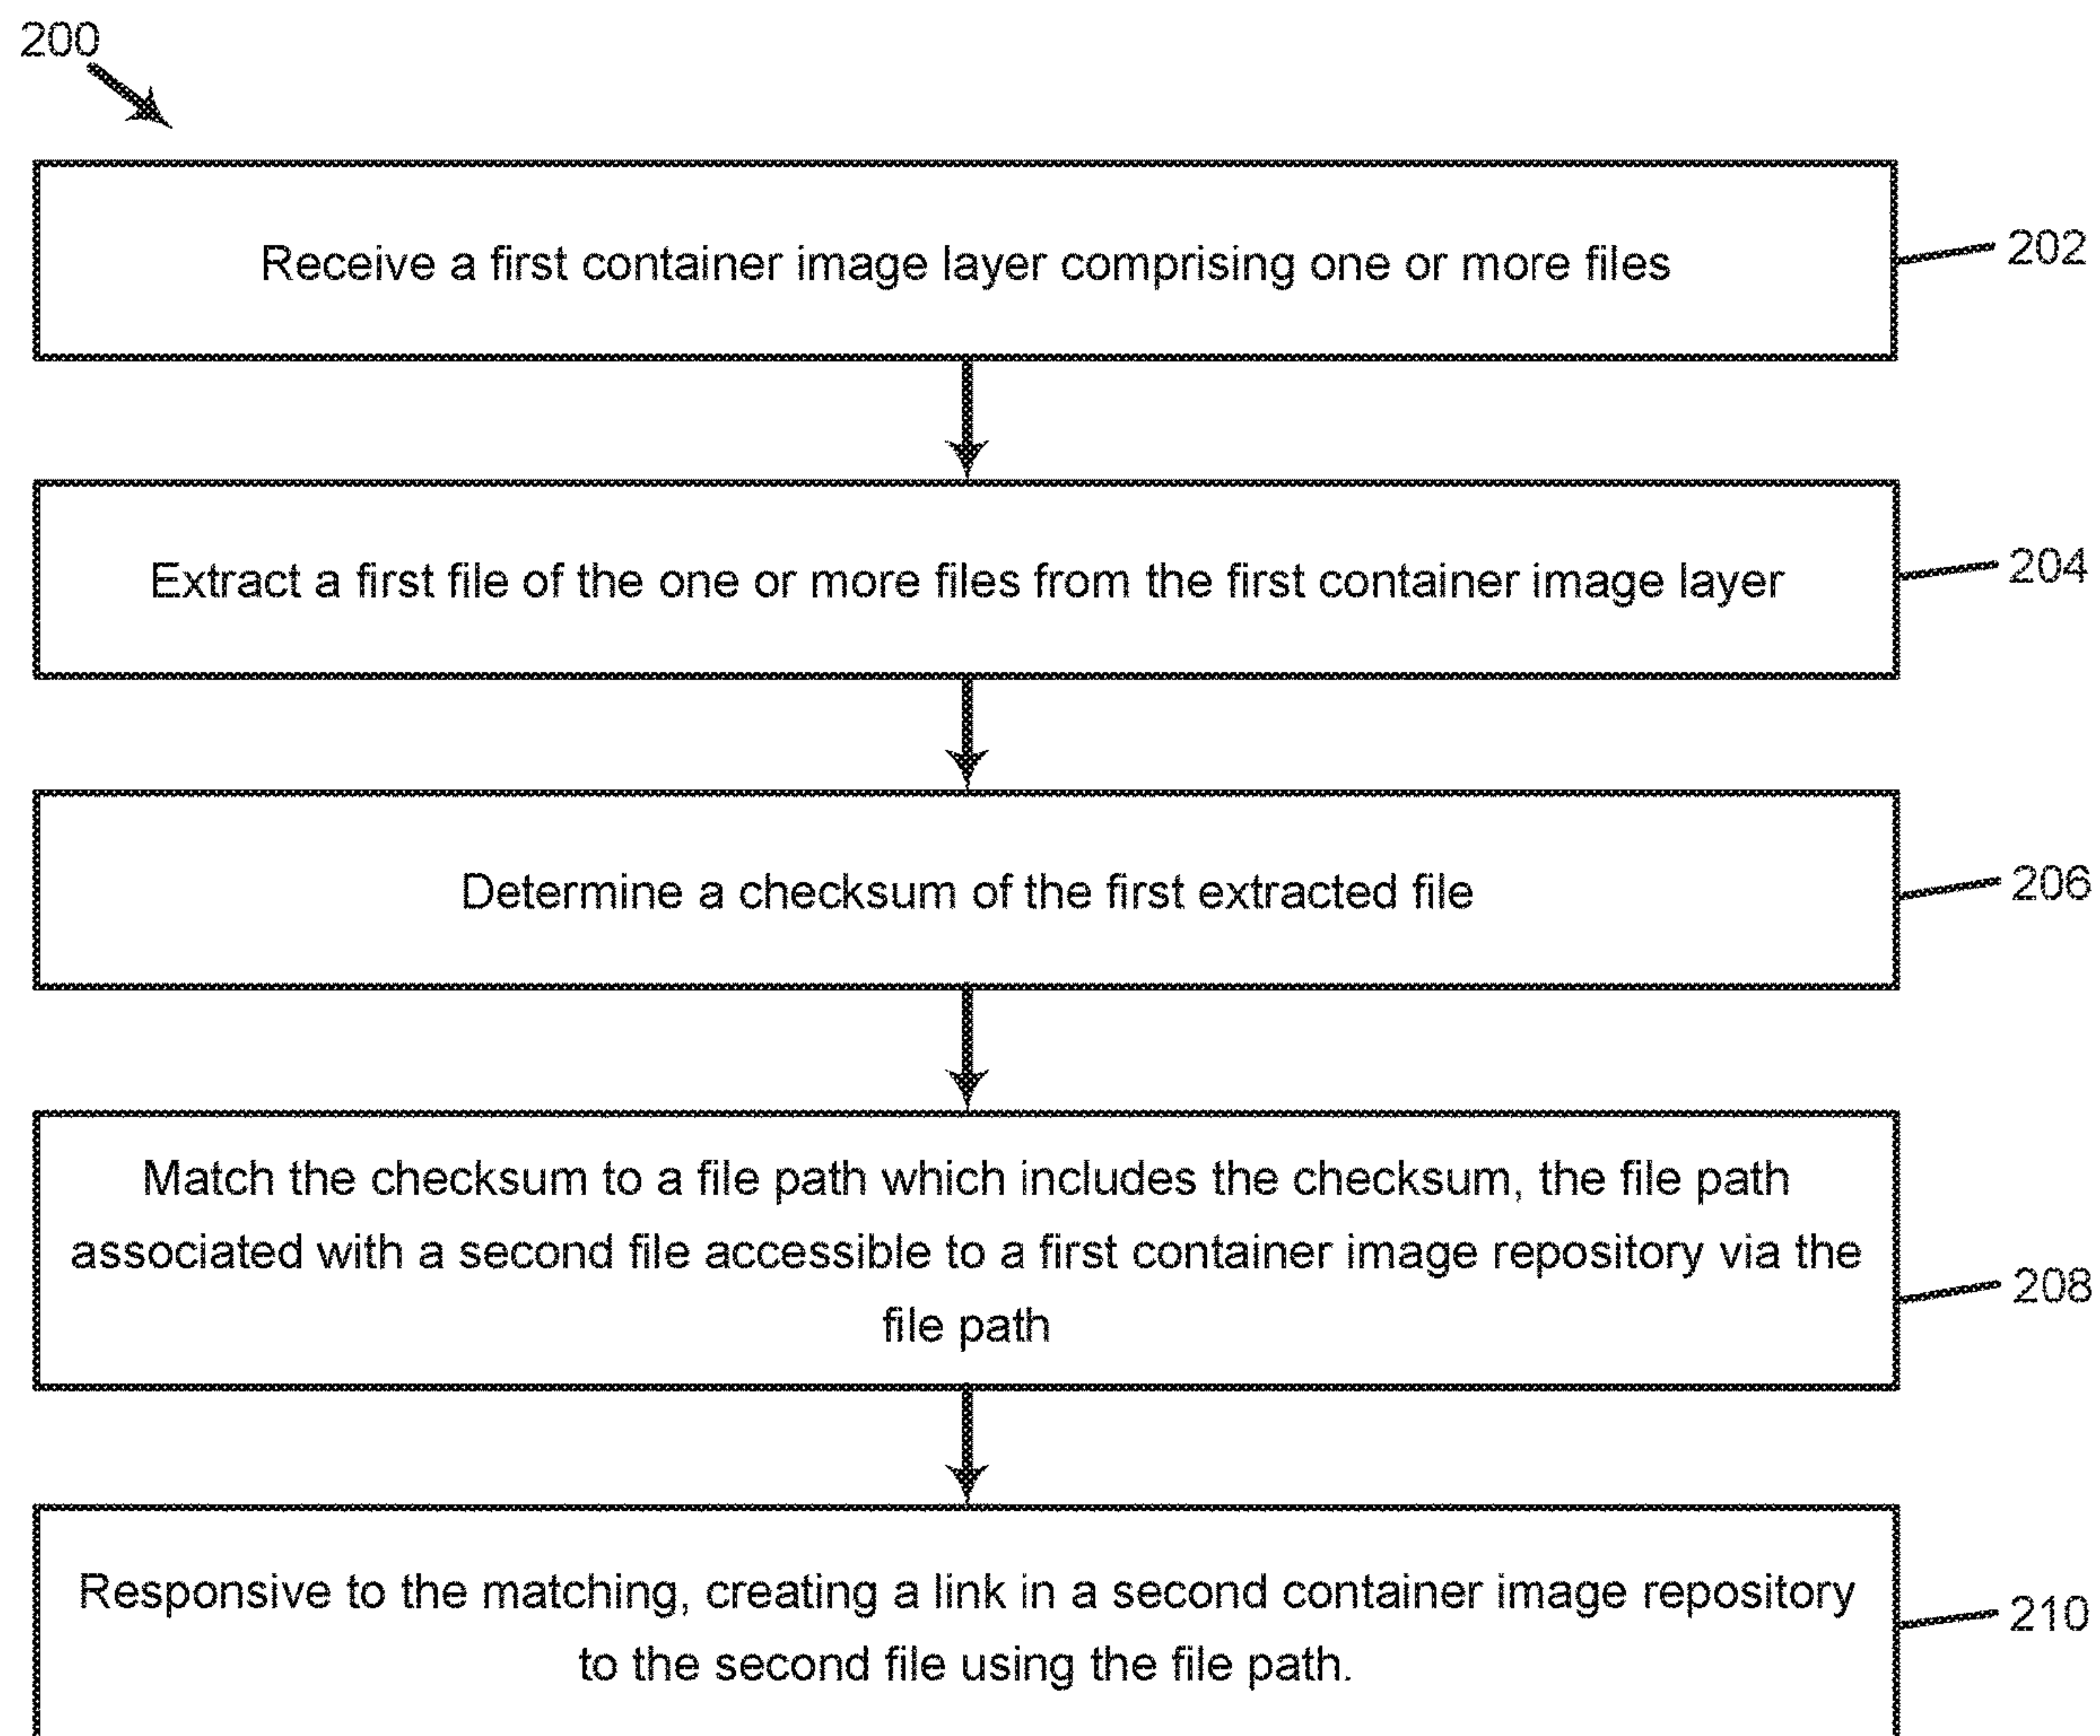 200
Receive a first container image layer comprising one or more files
202
Extract a first file of the one or more files from the first container image layer
204
Determine a checksum of the first extracted file
206
Match the checksum to a file path which includes the checksum, the file path
associated with a second file accessible to a first container image repository via the
file path
208
Responsive to the matching, creating a link in a second container image repository
to the second file using the file path.
210